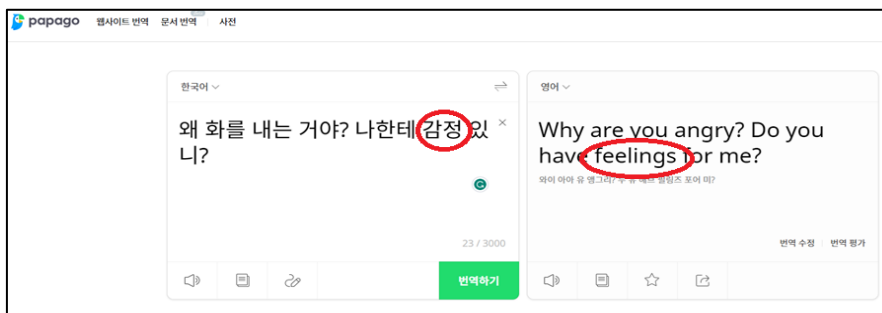 papago 웹사이트 번역 문서 번역 사전
한국어
왜 화를 내는 거야? 나한테 감정 있
니?
23 / 3000
번역하기
영어
Why are you angry? Do you
have feelings for me?
와이 아아 유 앵그리? 두 유 해브 필링즈 포어 미?
번역 수정 번역 평가